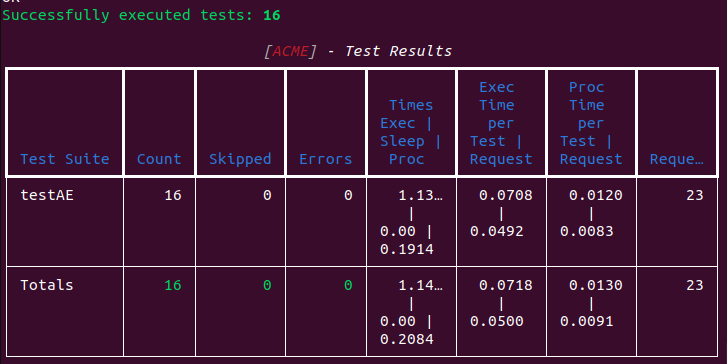 Successfully executed tests: 16
[ACME] - Test Results
Exec Proc
Time Time
Times per per
Exec | Test | Test |
Sleep | Request Request
Test Suite Count Skipped Errors Proc Reque…
testAE 16 0 0 1.13… 0.0708 0.0120 23
| | |
0.00 | 0.0492 0.0083
0.1914
Totals 16 0 0 1.14… 0.0718 0.0130 23
| | |
0.00 | 0.0500 0.0091
0.2084